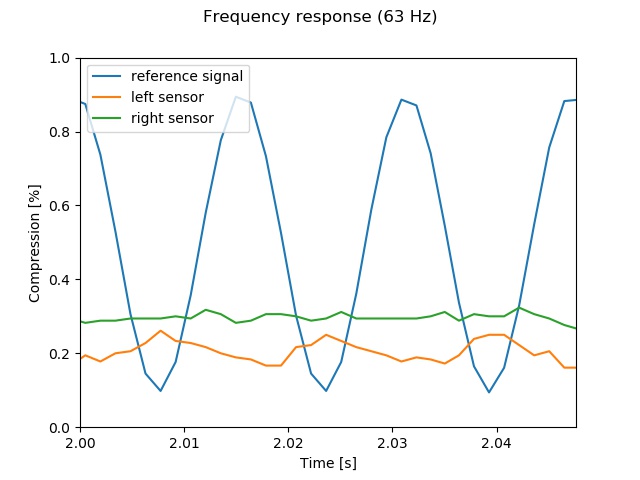 Frequency response (63 Hz)
1.0
0.8
0.6
0.4
0.2
0.0
Compression [%]
reference signal
left sensor
right sensor
2.00
2.01
2.02
2.03
2.04
Time [s]